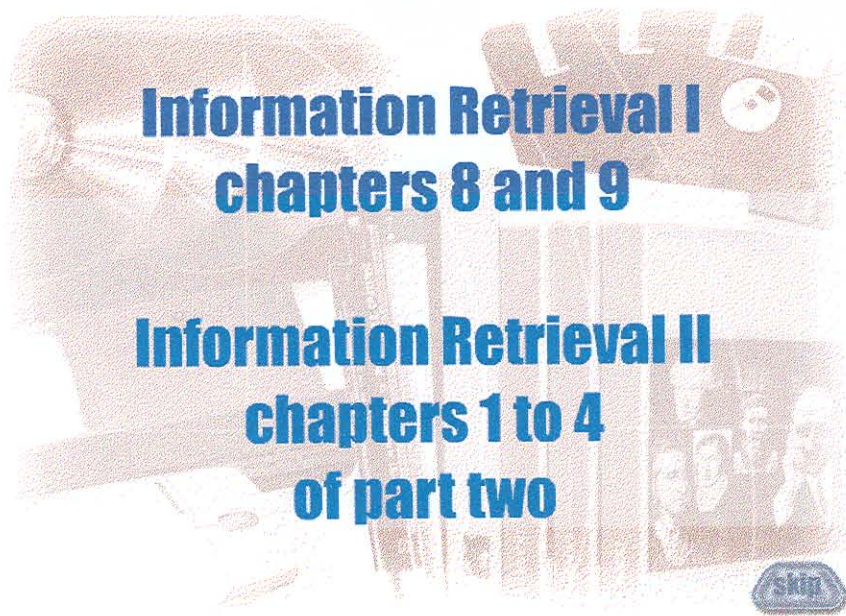 Information Retrieval I
chapters 8 and 9
Information Retrieval II
chapters 1 to 4
of part two
skip